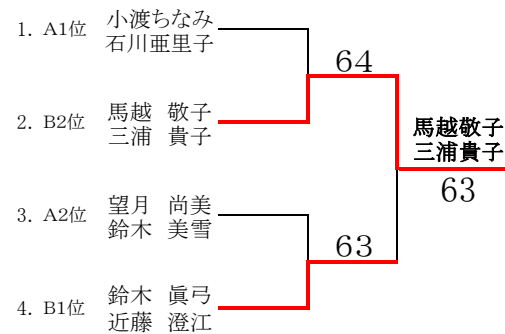 1. A1位 小渡ちなみ
石川亜里子
64
2. B2位 馬越 敬子
三浦 貴子
馬越敬子
三浦貴子
63
3. A2位 望月 尚美
鈴木 美雪
63
4. B1位 鈴木 眞弓
近藤 澄江